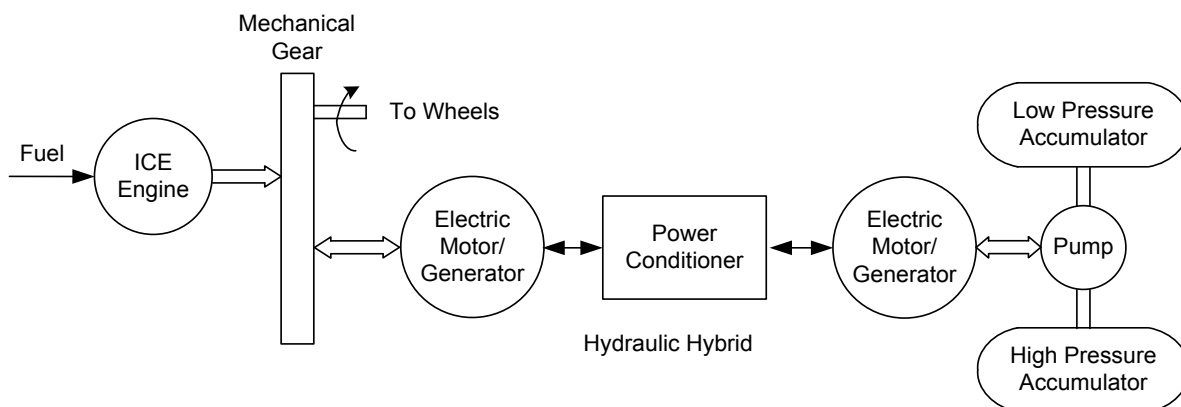 Mechanical
Gear
To Wheels
Fuel
ICE
Engine
Electric
Motor/
Generator
Power
Conditioner
Electric
Motor/
Generator
Pump
Low Pressure
Accumulator
High Pressure
Accumulator
Hydraulic Hybrid